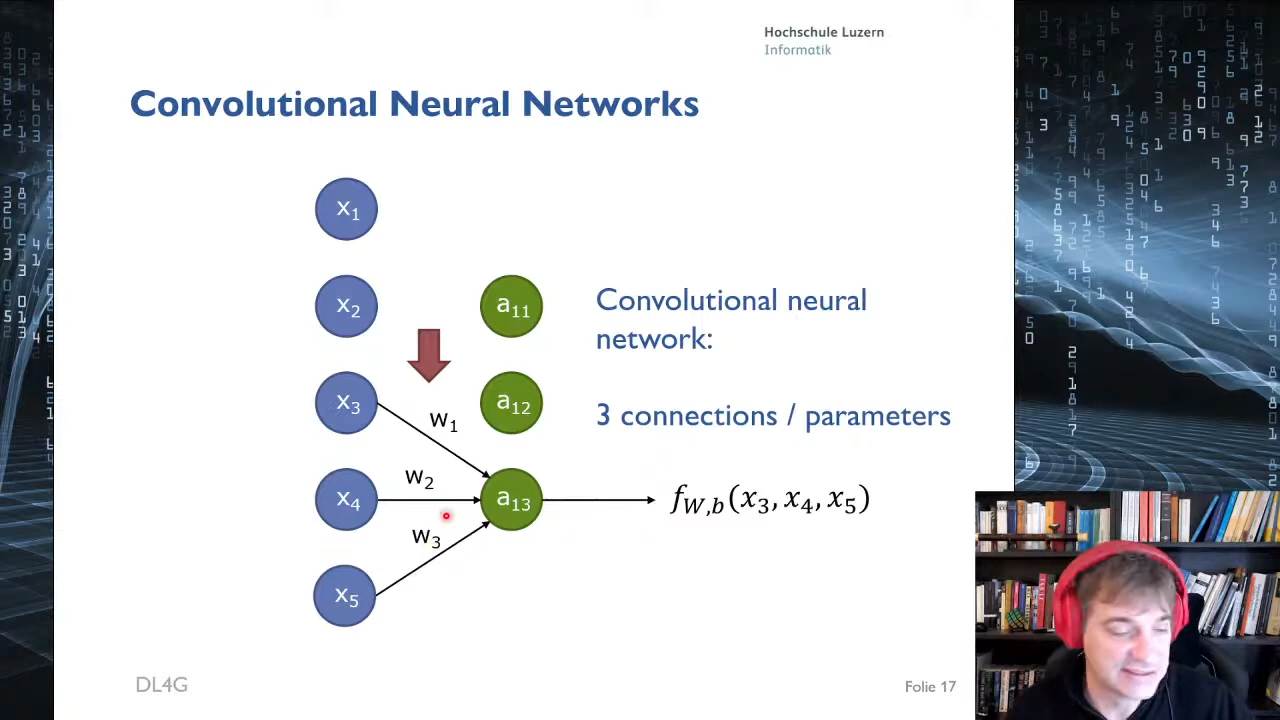 Hochschule Luzern
Informatik
Convolutional Neural Networks
x₁
x₂
a₁₁
Convolutional neural
network:
x₃
w₁
a₁₂
3 connections / parameters
w₂
x₄
a₁₃
f_{W,b}(x₃, x₄, x₅)
w₃
x₅
DL4G
Folie 17